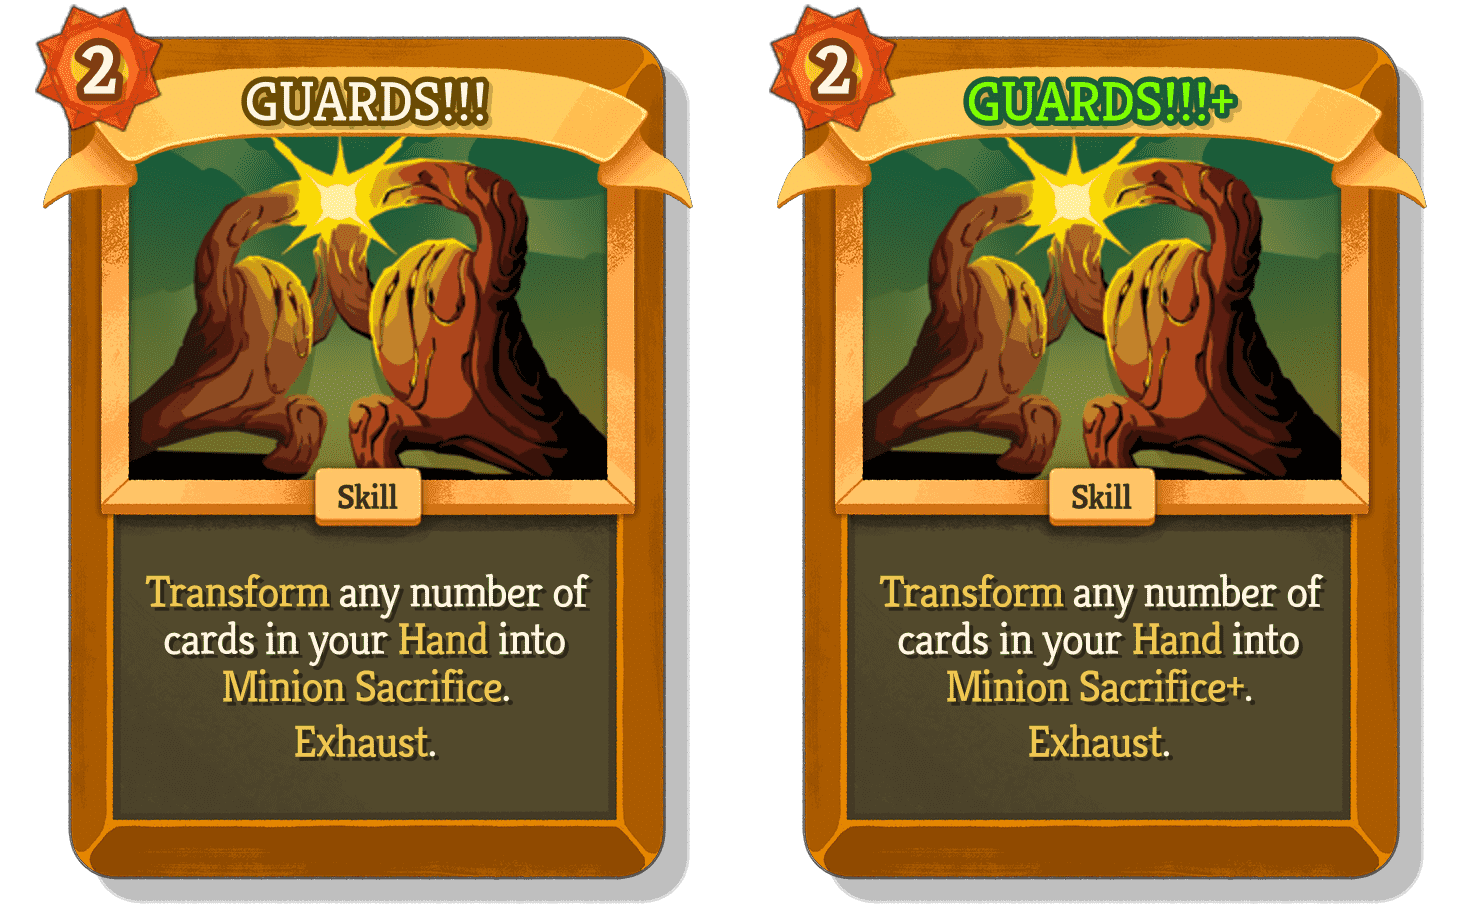 2
GUARDS!!!
Skill
Transform any number of
cards in your Hand into
Minion Sacrifice.
Exhaust.
2
GUARDS!!!+
Skill
Transform any number of
cards in your Hand into
Minion Sacrifice+.
Exhaust.